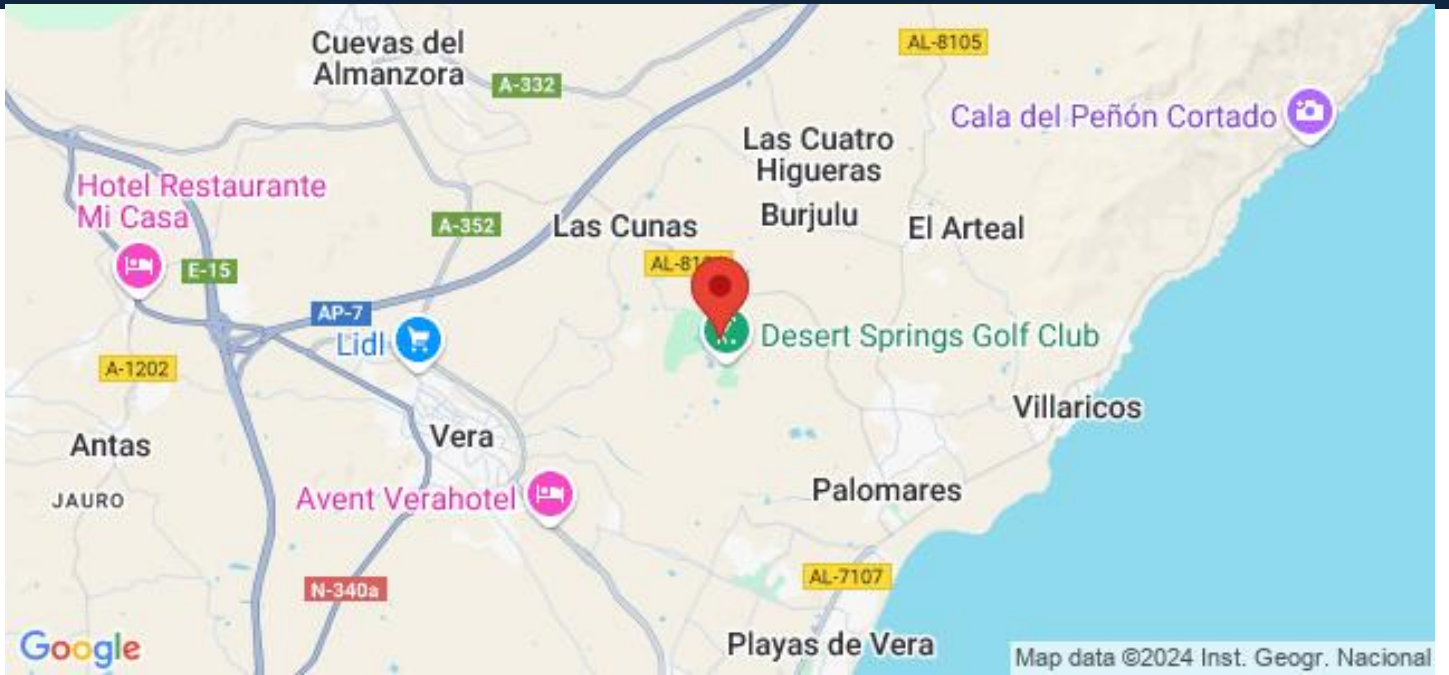 Cuevas del
Almanzora
AL-8105
A-332
Cala del Peñón Cortado
Las Cuatro
Higueras
Hotel Restaurante
Mi Casa
Burjulu
A-352
Las Cunas
El Arteal
E-15
AP-7
Lidl
Desert Springs Golf Club
A-1202
Villaricos
Vera
Antas
JAURO
Avent Verahotel
Palomares
AL-7107
N-340a
Playas de Vera
Google
Map data ©2024 Inst. Geogr. Nacional